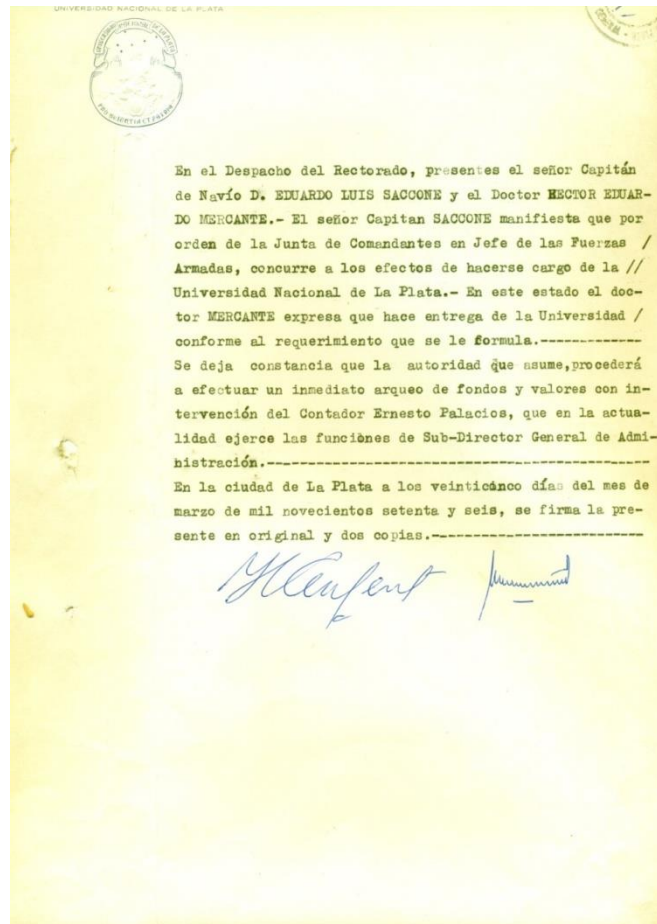 UNIVERSIDAD NACIONAL DE LA PLATA
En el Despacho del Rectorado, presentes el señor Capitán
de Navío D. EDUARDO LUIS SACCONE y el Doctor HECTOR EDUAR-
DO MERCANTE.- El señor Capitan SACCONE manifiesta que por
orden de la Junta de Comandantes en Jefe de las Fuerzas /
Armadas, concurre a los efectos de hacerse cargo de la //
Universidad Nacional de La Plata.- En este estado el doc-
tor MERCANTE expresa que hace entrega de la Universidad /
conforme al requerimiento que se le formula.-------------
Se deja constancia que la autoridad que asume,procederá
a efectuar un inmediato arqueo de fondos y valores con in-
tervención del Contador Ernesto Palacios, que en la actua-
lidad ejerce las funciones de Sub-Director General de Admi-
nistración.----------------------------------------------
En la ciudad de La Plata a los veinticinco días del mes de
marzo de mil novecientos setenta y seis, se firma la pre-
sente en original y dos copias.--------------------------